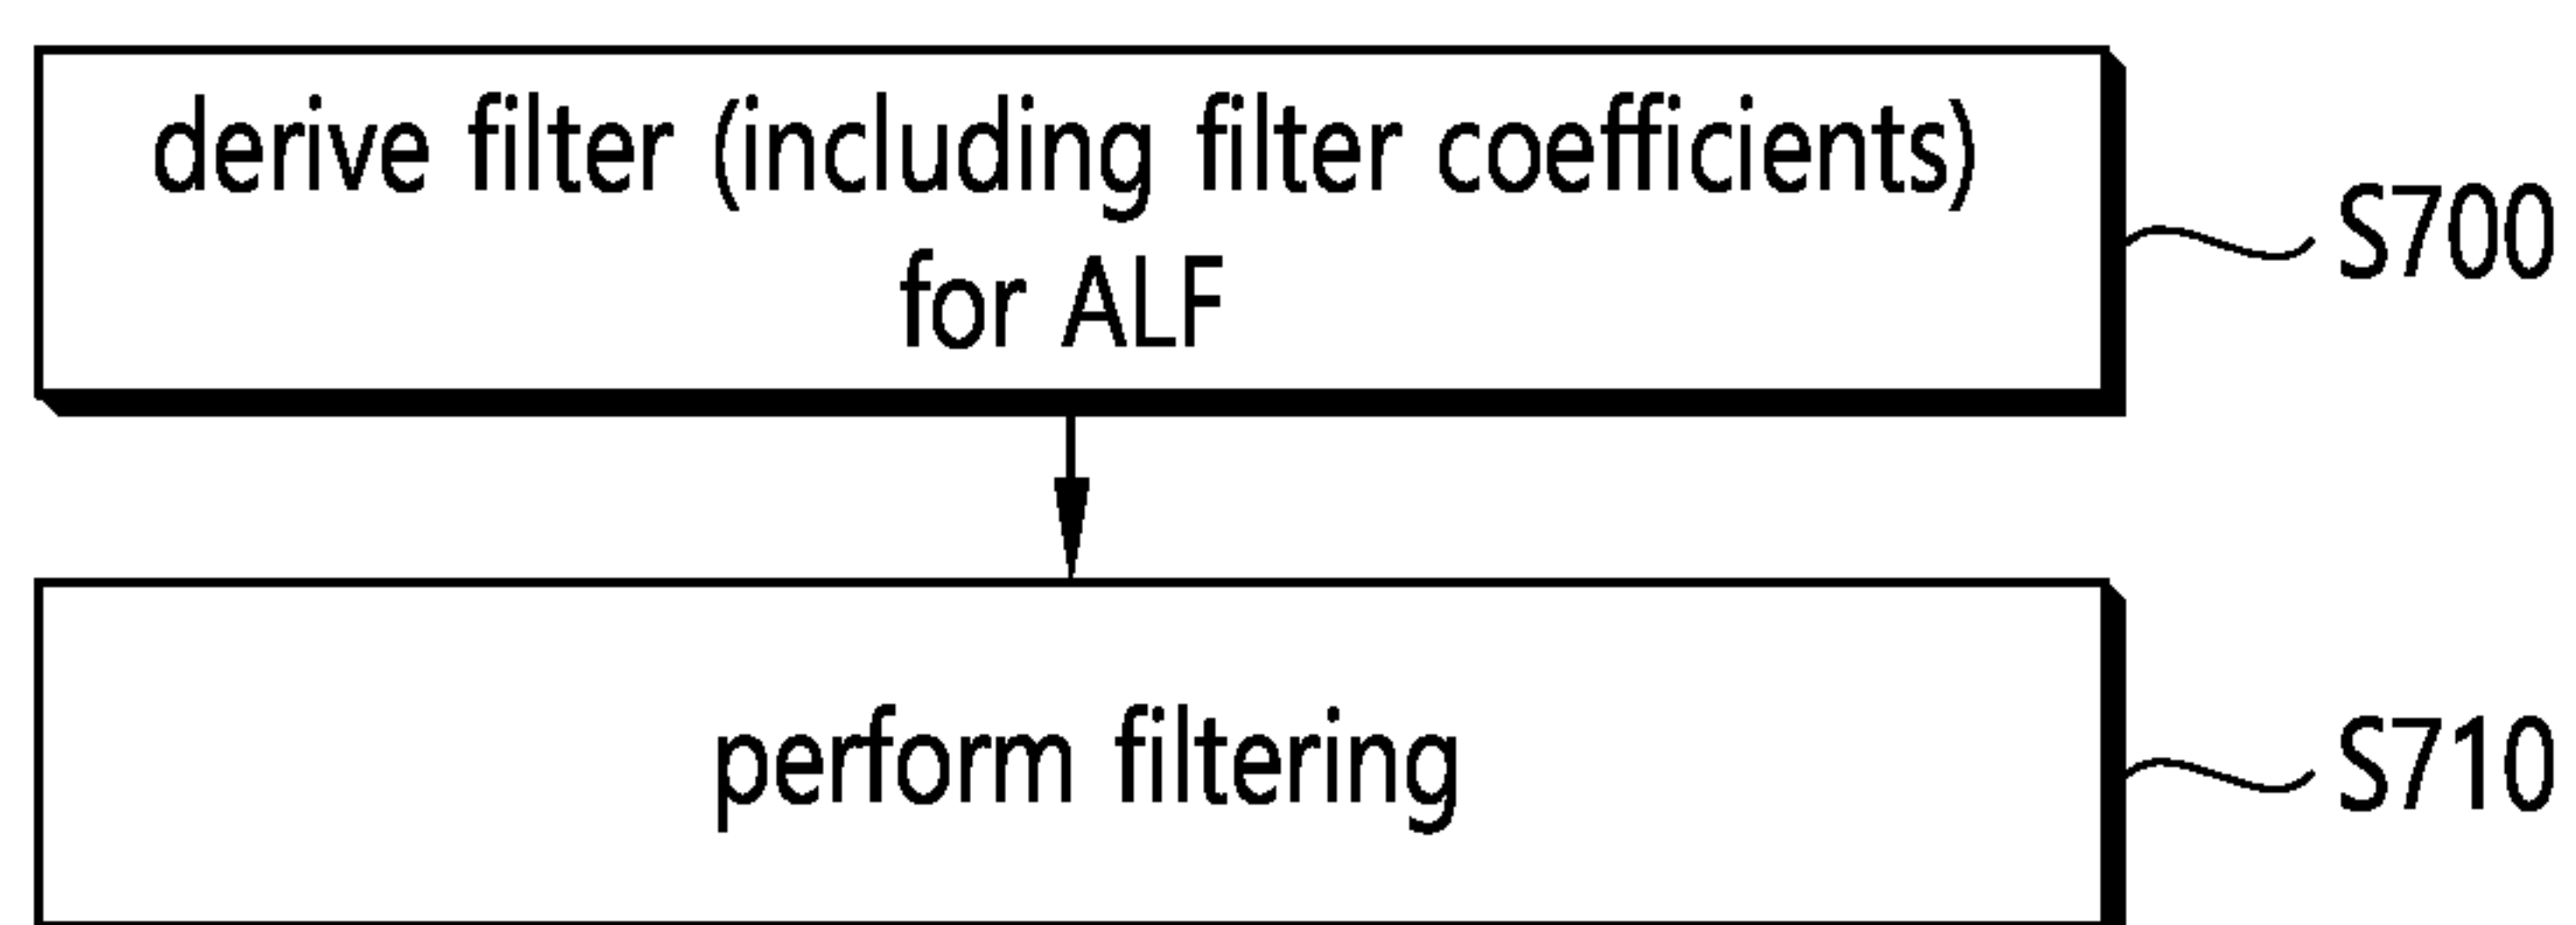 derive filter (including filter coefficients)
for ALF
S700
perform filtering
S710